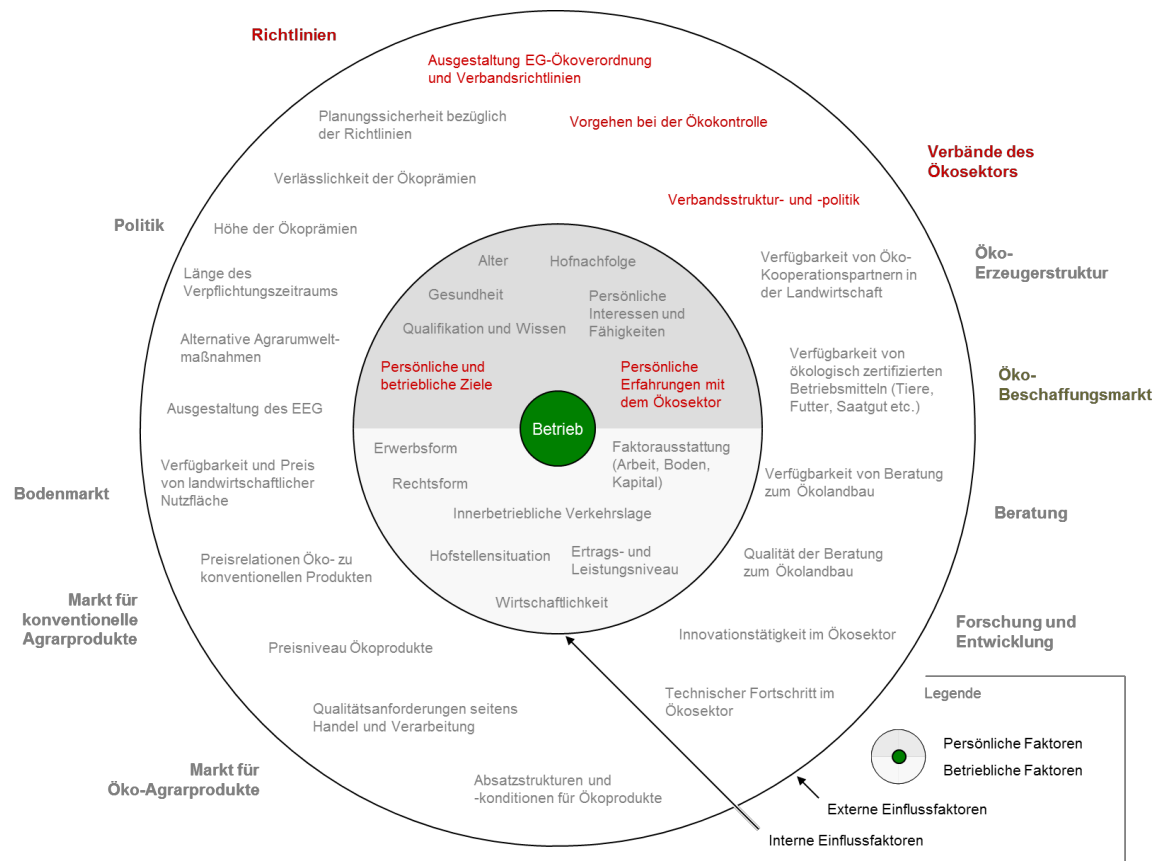 Richtlinien
Ausgestaltung EG-Ökoverordnung
und Verbandsrichtlinien
Planungssicherheit bezüglich
der Richtlinien
Vorgehen bei der Ökokontrolle
Verbände des
Ökosektors
Verlässlichkeit der Ökoprämien
Verbandsstruktur- und -politik
Politik
Höhe der Ökoprämien
Länge des
Verpflichtungszeitraums
Alternative Agrarumwelt-
maßnahmen
Ausgestaltung des EEG
Alter
Hofnachfolge
Gesundheit
Persönliche
Interessen und
Fähigkeiten
Qualifikation und Wissen
Persönliche und
betriebliche Ziele
Persönliche
Erfahrungen mit
dem Ökosektor
Betrieb
Erwerbsform
Faktorausstattung
(Arbeit, Boden,
Kapital)
Rechtsform
Innerbetriebliche Verkehrslage
Hofstellensituation
Ertrags- und
Leistungsniveau
Wirtschaftlichkeit
Verfügbarkeit von Öko-
Kooperationspartnern in
der Landwirtschaft
Öko-
Erzeugerstruktur
Verfügbarkeit von
ökologisch zertifizierten
Betriebsmitteln (Tiere,
Futter, Saatgut etc.)
Öko-
Beschaffungsmarkt
Verfügbarkeit von Beratung
zum Ökolandbau
Beratung
Qualität der Beratung
zum Ökolandbau
Bodenmarkt
Verfügbarkeit und Preis
von landwirtschaftlicher
Nutzfläche
Preisrelationen Öko- zu
konventionellen Produkten
Markt für
konventionelle
Agrarprodukte
Preisniveau Ökoprodukte
Innovationstätigkeit im Ökosektor
Forschung und
Entwicklung
Technischer Fortschritt im
Ökosektor
Qualitätsanforderungen seitens
Handel und Verarbeitung
Markt für
Öko-Agrarprodukte
Absatzstrukturen und
-konditionen für Ökoprodukte
Legende
Persönliche Faktoren
Betriebliche Faktoren
Externe Einflussfaktoren
Interne Einflussfaktoren